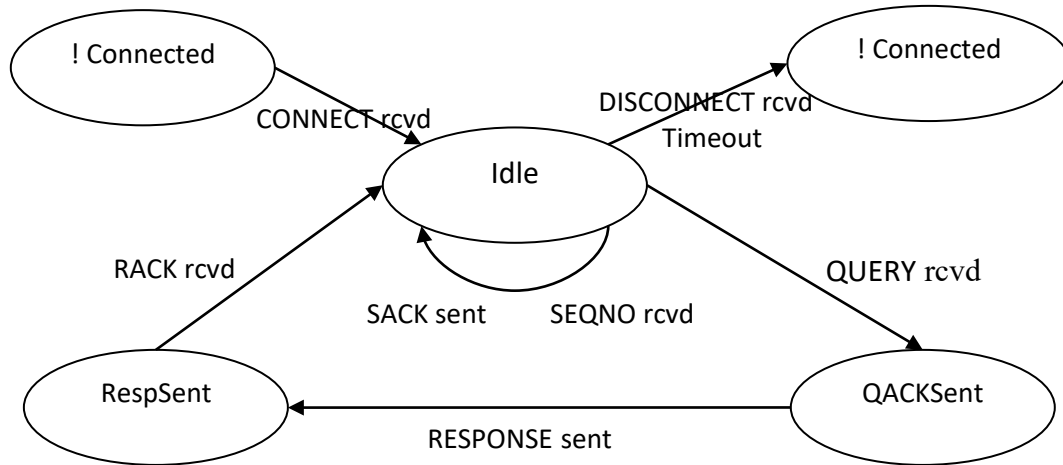 ! Connected
! Connected
CONNECT rcvd
DISCONNECT rcvd
Timeout
Idle
RACK rcvd
QUERY rcvd
SACK sent
SEQNO rcvd
RespSent
QACKSent
RESPONSE sent